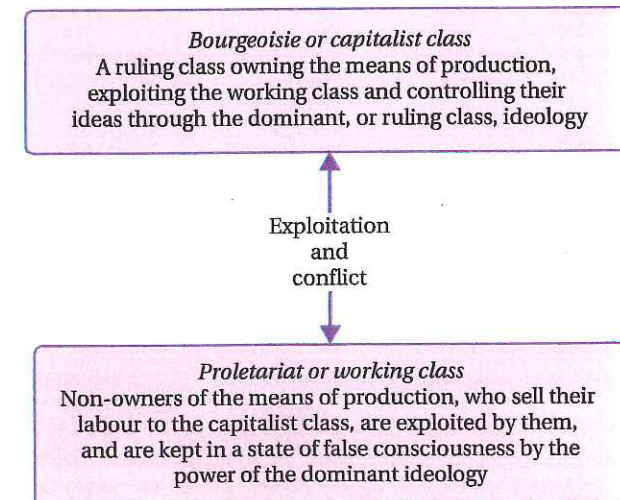 Bourgeoisie or capitalist class
A ruling class owning the means of production,
exploiting the working class and controlling their
ideas through the dominant, or ruling class, ideology
Exploitation
and
conflict
Proletariat or working class
Non-owners of the means of production, who sell their
labour to the capitalist class, are exploited by them,
and are kept in a state of false consciousness by the
power of the dominant ideology